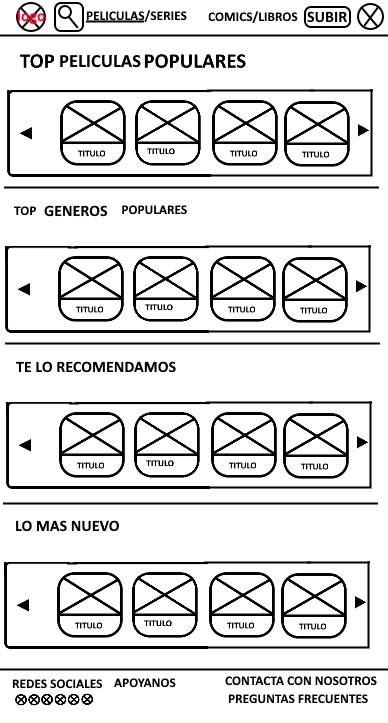 logo PELICULAS/SERIES COMICS/LIBROS SUBIR
TOP PELICULAS POPULARES
TITULO TITULO TITULO TITULO
TOP GENEROS POPULARES
TITULO TITULO TITULO TITULO
TE LO RECOMENDAMOS
TITULO TITULO TITULO TITULO
LO MAS NUEVO
TITULO TITULO TITULO TITULO
REDES SOCIALES APOYANOS CONTACTA CON NOSOTROS
PREGUNTAS FRECUENTES